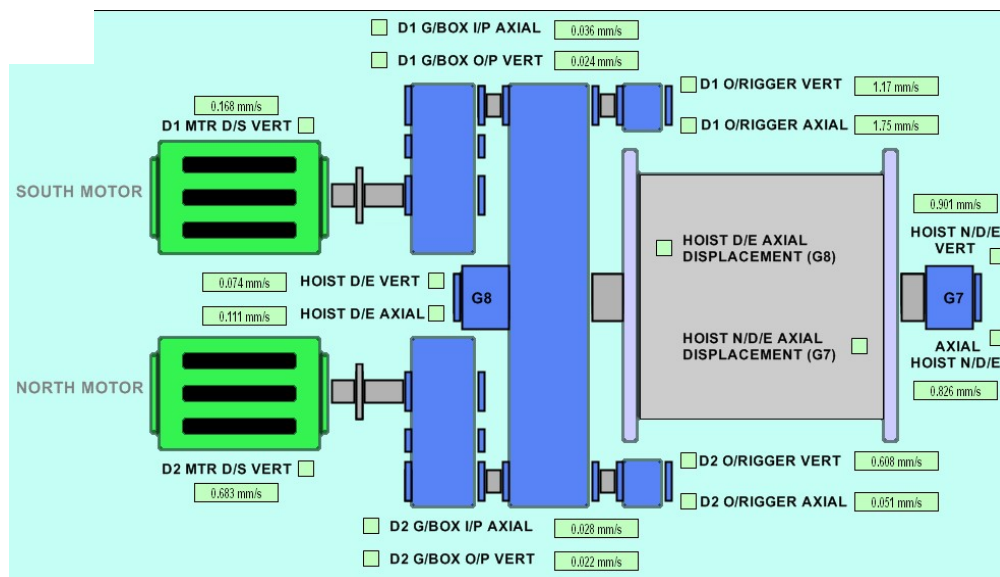 D1 G/BOX I/P AXIAL 0.036 mm/s
D1 G/BOX O/P VERT 0.024 mm/s
0.168 mm/s
D1 MTR D/S VERT
D1 O/RIGGER VERT 1.17 mm/s
D1 O/RIGGER AXIAL 1.75 mm/s
SOUTH MOTOR
0.901 mm/s
HOIST N/D/E
VERT
HOIST D/E AXIAL
DISPLACEMENT (G8)
0.074 mm/s HOIST D/E VERT
0.111 mm/s HOIST D/E AXIAL
G8
G7
HOIST N/D/E AXIAL
DISPLACEMENT (G7)
AXIAL
HOIST N/D/E
0.826 mm/s
NORTH MOTOR
D2 MTR D/S VERT
0.683 mm/s
D2 O/RIGGER VERT 0.608 mm/s
D2 O/RIGGER AXIAL 0.051 mm/s
D2 G/BOX I/P AXIAL 0.028 mm/s
D2 G/BOX O/P VERT 0.022 mm/s